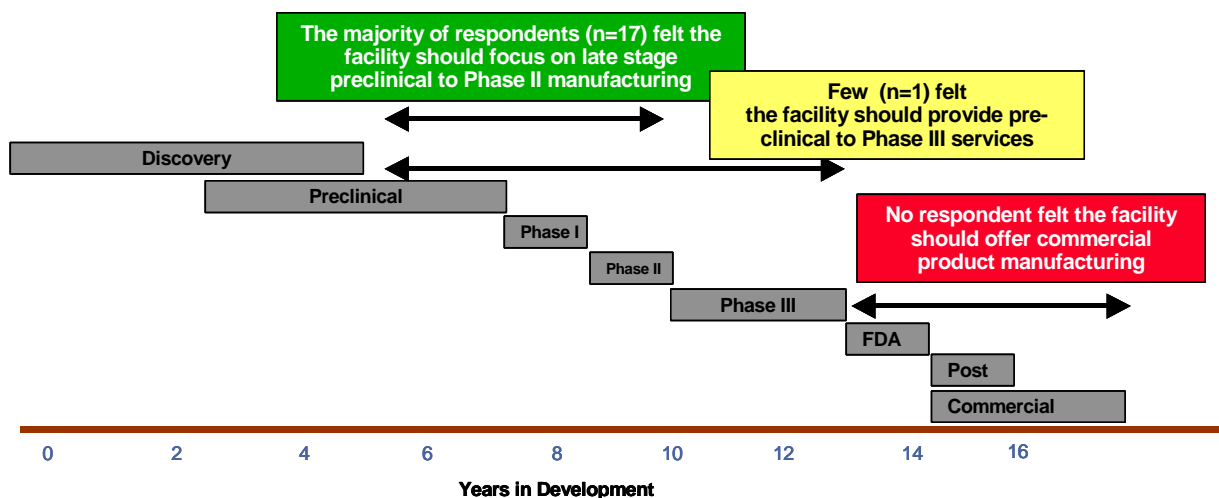 The majority of respondents (n=17) felt the
facility should focus on late stage
preclinical to Phase II manufacturing
Few (n=1) felt
the facility should provide pre-
clinical to Phase III services
Discovery
Preclinical
No respondent felt the facility
should offer commercial
product manufacturing
Phase I
Phase II
Phase III
FDA
Post
Commercial
0 2 4 6 8 10 12 14 16
Years in Development